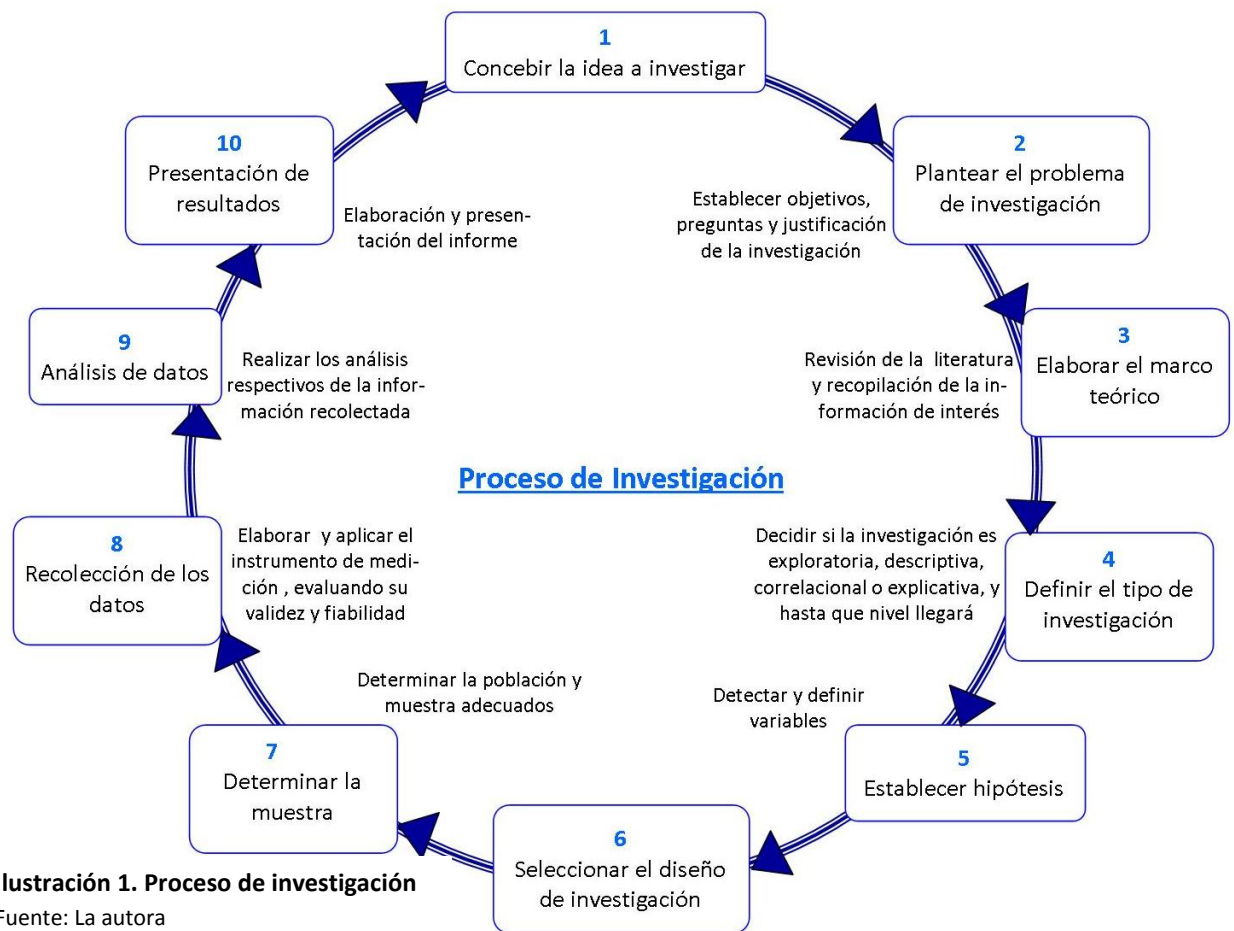 1
Concebir la idea a investigar
2
Plantear el problema
de investigación
Establecer objetivos,
preguntas y justificación
de la investigación
3
Elaborar el marco
teórico
Revisión de la literatura
y recopilación de la in-
formación de interés
4
Definir el tipo de
investigación
Decidir si la investigación es
exploratoria, descriptiva,
correlacional o explicativa, y
hasta que nivel llegará
5
Establecer hipótesis
Detectar y definir
variables
6
Seleccionar el diseño
de investigación
7
Determinar la
muestra
Determinar la población y
muestra adecuados
8
Recolección de los
datos
Elaborar y aplicar el
instrumento de medi-
ción , evaluando su
validez y fiabilidad
9
Análisis de datos
Realizar los análisis
respectivos de la infor-
mación recolectada
10
Presentación de
resultados
Elaboración y presen-
tación del informe
Proceso de Investigación
lustración 1. Proceso de investigación
Fuente: La autora